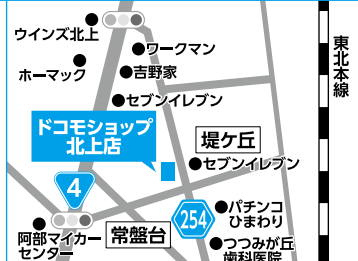 ウインズ北上
ワークマン
ホーマック
吉野家
セブンイレブン
東北本線
ドコモショップ
北上店
堤ケ丘
セブンイレブン
4
254
パチンコ
ひまわり
阿部マイカー
センター
常盤台
つつみが丘
歯科医院